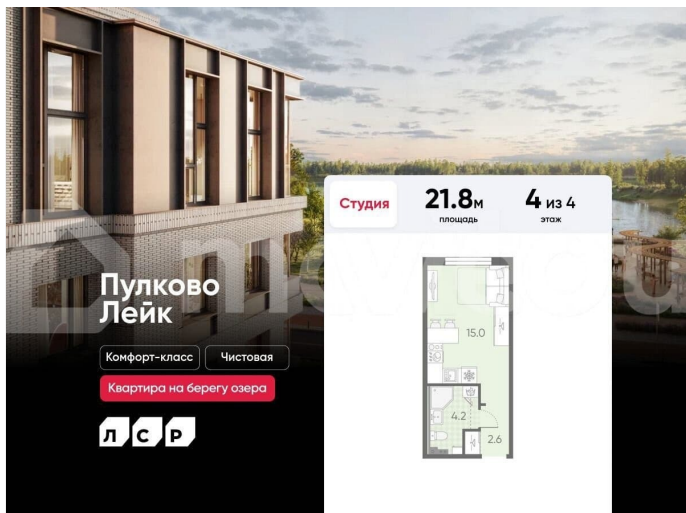 Студия
21.8м
площадь
4 из 4
этаж
Пулково
Лейк
Комфорт-класс
Чистовая
Квартира на берегу озера
ЛСР
15.0
4.2
2.6